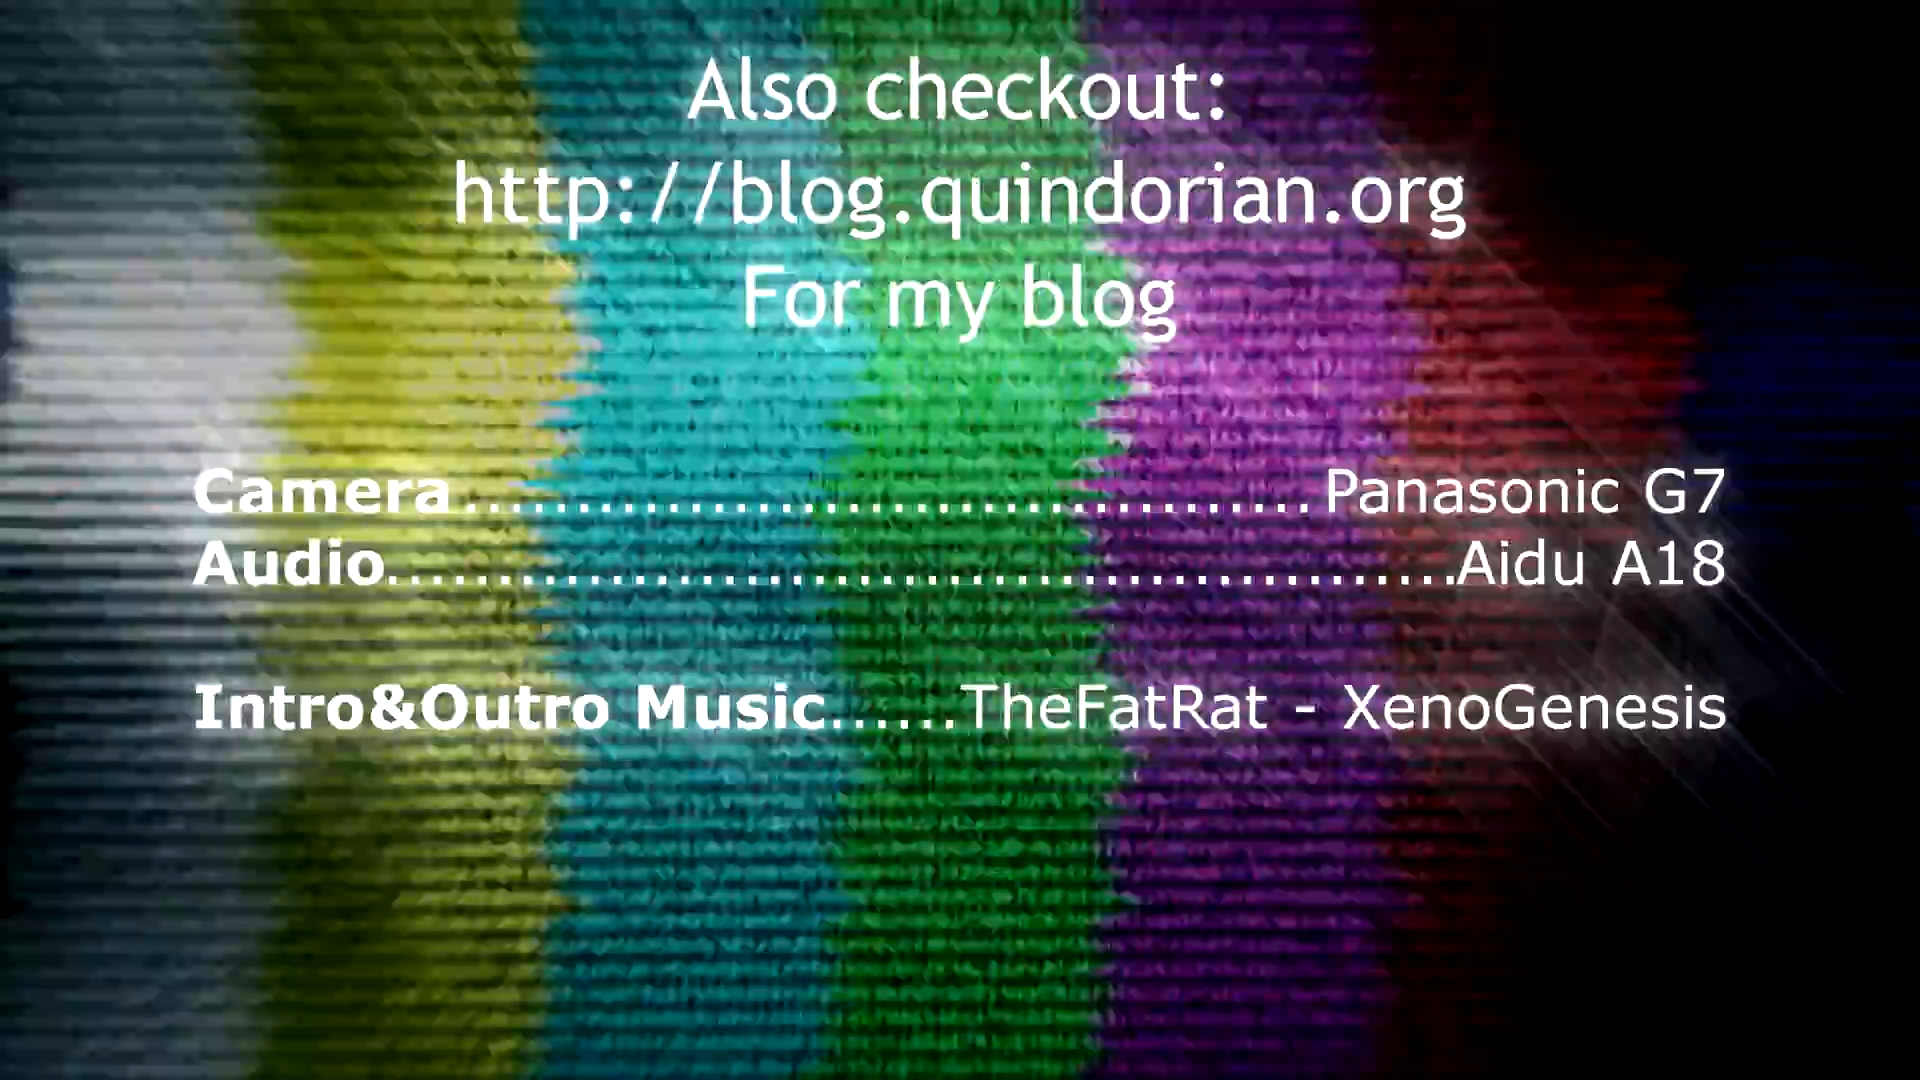 Also checkout:
http://blog.quindorian.org
For my blog
Camera......................................Panasonic G7
Audio................................................Aidu A18
Intro&Outro Music......TheFatRat - XenoGenesis